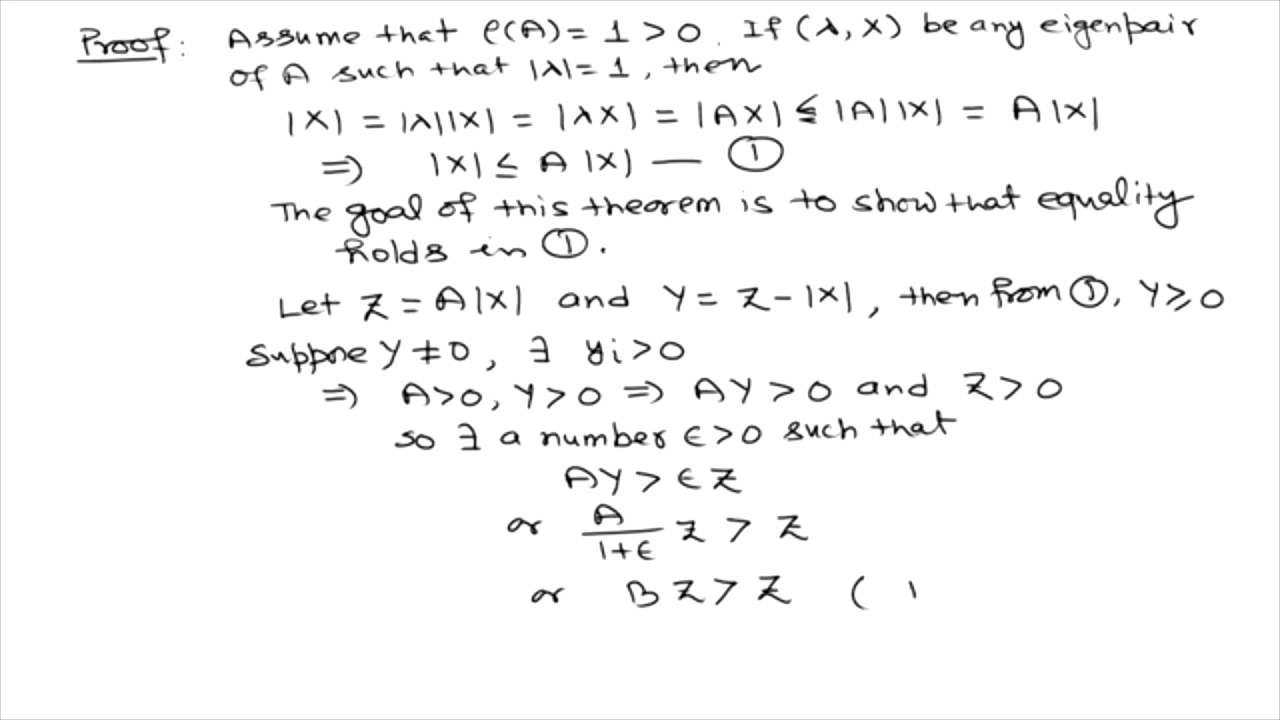 Proof: Assume that ρ(A) = 1 > 0. If (λ, X) be any eigenpair
of A such that |λ| = 1, then
|X| = |λ||X| = |λX| = |AX| ≤ |A||X| = A|X|
⇒ |X| ≤ A|X| — ①
The goal of this theorem is to show that equality
holds in ①.
Let Z = A|X| and Y = Z - |X|, then from ①, Y ≥ 0
Suppose Y ≠ 0, ∃ yi > 0
⇒ A > 0, Y > 0 ⇒ AY > 0 and Z > 0
so ∃ a number ϵ > 0 such that
AY > ϵ Z
or A/(1+ϵ) Z > Z
or BZ > Z (